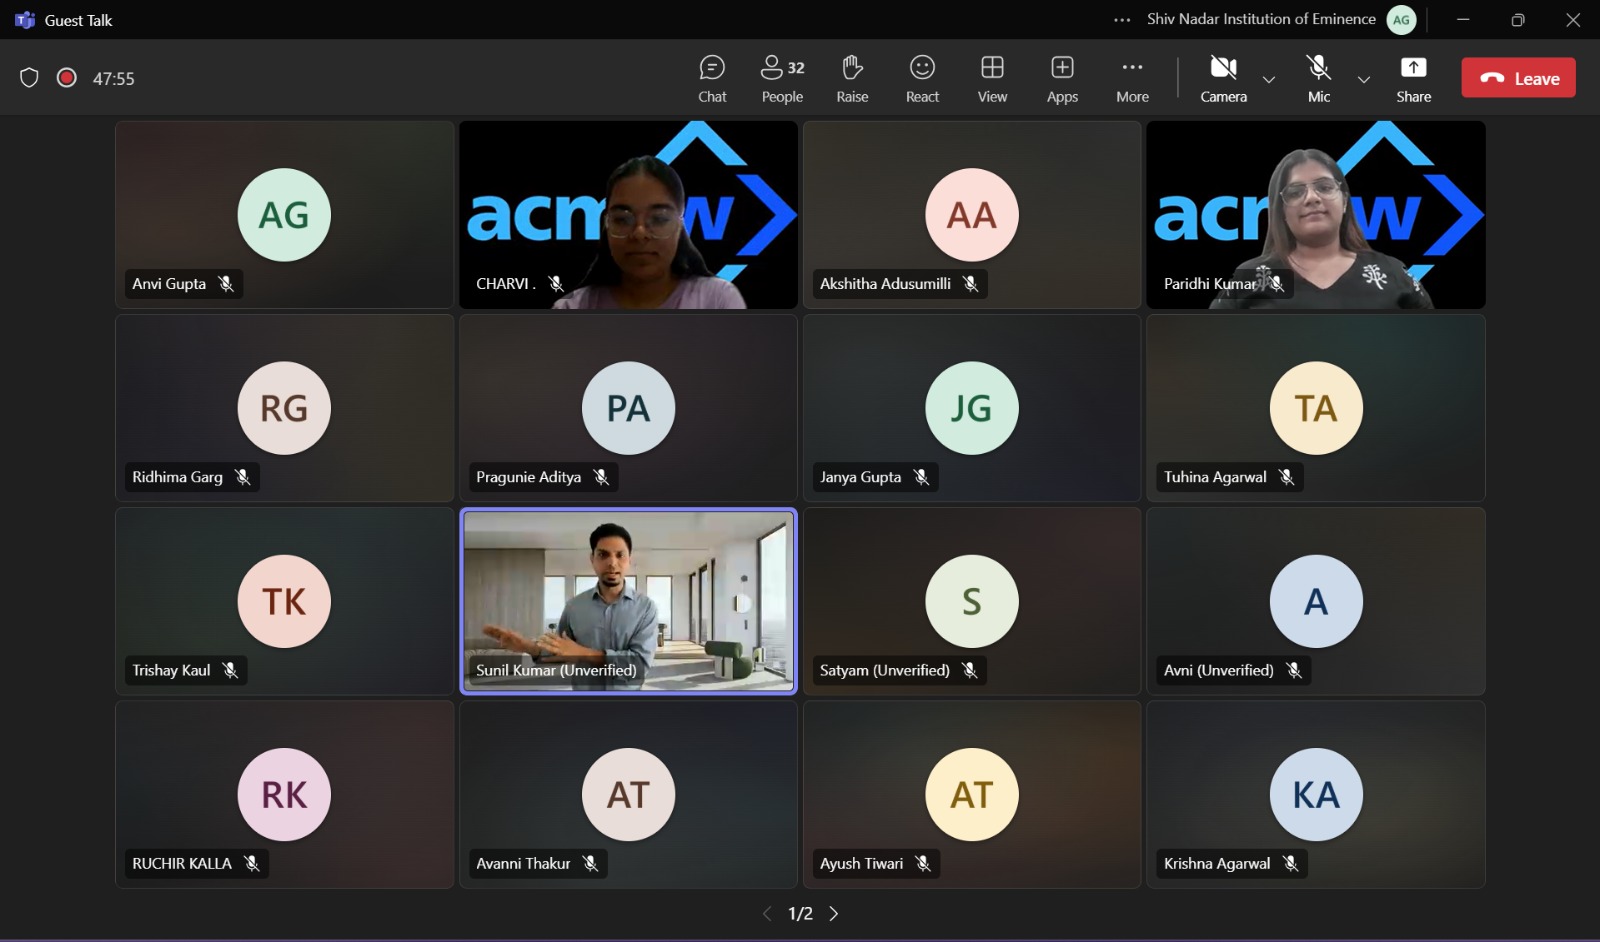 Guest Talk
Shiv Nadar Institution of Eminence AG
47:55
Chat
32
People
Raise
React
View
Apps
More
Camera
Mic
Share
Leave
AG
Anvi Gupta
acm w
CHARVI .
AA
Akshitha Adusumilli
acm w
Paridhi Kumar
RG
Ridhima Garg
PA
Pragunie Aditya
JG
Janya Gupta
TA
Tuhina Agarwal
TK
Trishay Kaul
Sunil Kumar (Unverified)
S
Satyam (Unverified)
A
Avni (Unverified)
RK
RUCHIR KALLA
AT
Avanni Thakur
AT
Ayush Tiwari
KA
Krishna Agarwal
1/2